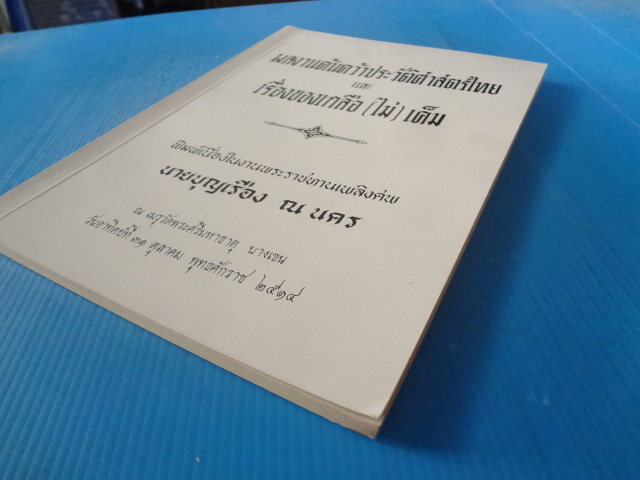 ผลงานค้นคว้าประวัติศาสตร์ไทย
และ
เรื่องของเกลือ (ไม่) เค็ม
พิมพ์เนื่องในงานพระราชทานเพลิงศพ
นายบุญเรือง ณ นคร
ณ เมรุวัดพระศรีมหาธาตุ บางเขน
วันอาทิตย์ที่ ๓๑ ตุลาคม พุทธศักราช ๒๕๑๔